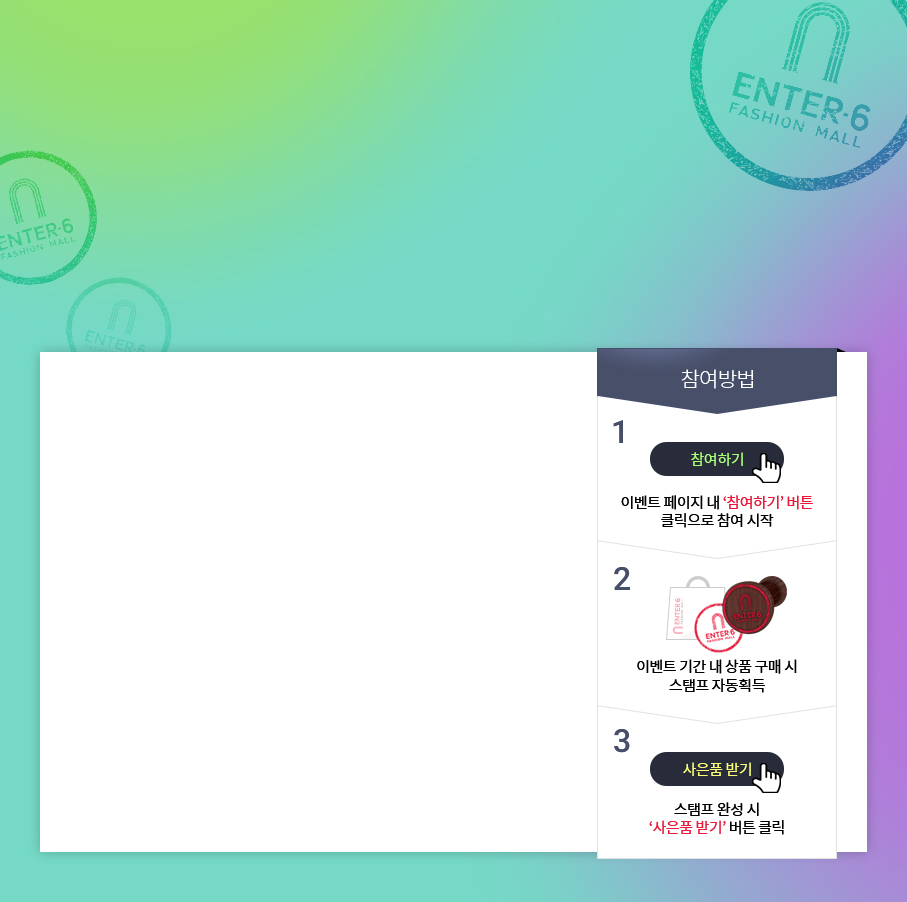 ENTER·6
FASHION MALL
ENTER·6
FASHION MALL
ENTER·6
참여방법
1
참여하기
이벤트 페이지 내 ‘참여하기’ 버튼
클릭으로 참여 시작
2
ENTER·6
ENTER·6
FASHION MALL
ENTER·6
이벤트 기간 내 상품 구매 시
스탬프 자동획득
3
사은품 받기
스탬프 완성 시
‘사은품 받기’ 버튼 클릭